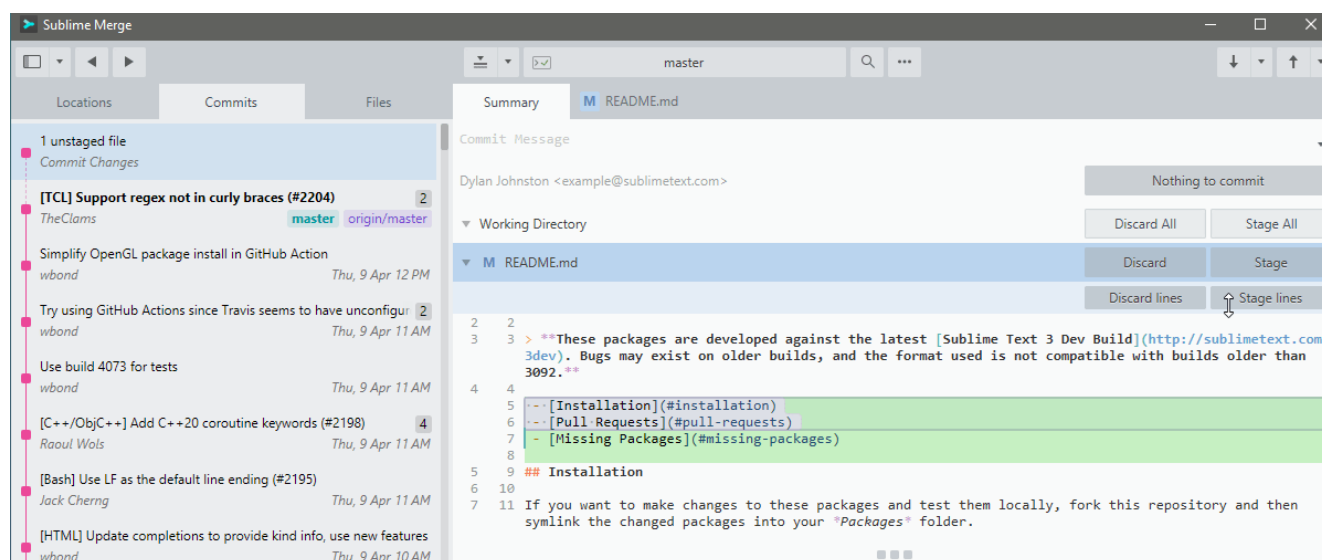 Sublime Merge
master
Locations Commits Files
Summary M README.md
1 unstaged file
Commit Changes
[TCL] Support regex not in curly braces (#2204) 2
TheClams master origin/master
Simplify OpenGL package install in GitHub Action
wbond Thu, 9 Apr 12 PM
Try using GitHub Actions since Travis seems to have unconfigur 2
wbond Thu, 9 Apr 11 AM
Use build 4073 for tests
wbond Thu, 9 Apr 11 AM
[C++/ObjC++] Add C++20 coroutine keywords (#2198) 4
Raoul Wols Thu, 9 Apr 11 AM
[Bash] Use LF as the default line ending (#2195)
Jack Cherng Thu, 9 Apr 11 AM
[HTML] Update completions to provide kind info, use new features
wbond Thu, 9 Apr 10 AM
Commit Message
Dylan Johnston <example@sublimetext.com> Nothing to commit
Working Directory Discard All Stage All
M README.md Discard Stage
Discard lines Stage lines
2 2
3 3 > **These packages are developed against the latest [Sublime Text 3 Dev Build](http://sublimetext.com
3dev). Bugs may exist on older builds, and the format used is not compatible with builds older than
3092.**
4 4
5 - [Installation](#installation)
6 - [Pull Requests](#pull-requests)
7 - [Missing Packages](#missing-packages)
8
5 9 ## Installation
6 10
7 11 If you want to make changes to these packages and test them locally, fork this repository and then
symlink the changed packages into your *Packages* folder.